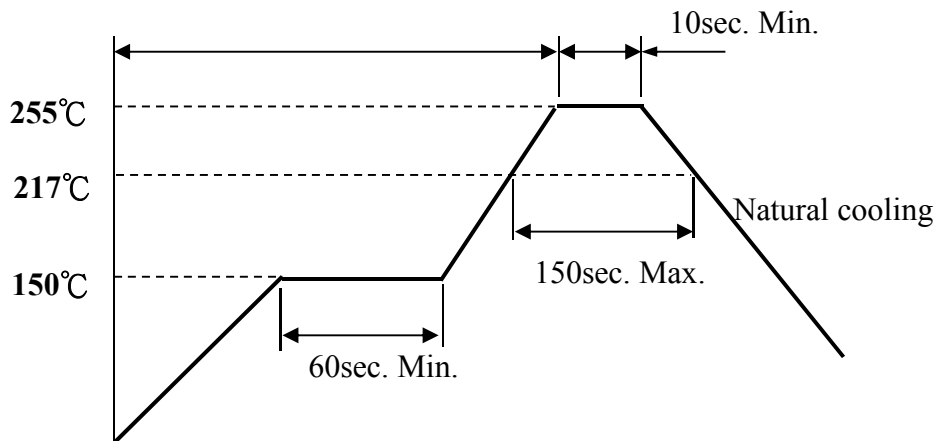 10sec. Min.
255℃
217℃
Natural cooling
150℃
150sec. Max.
60sec. Min.